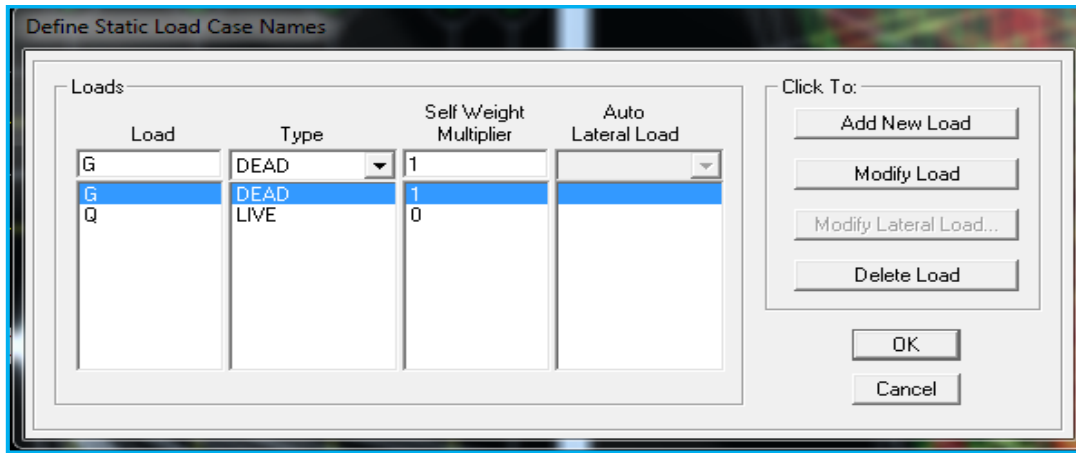 Define Static Load Case Names
Loads
Load Type Self Weight Multiplier Auto Lateral Load
G DEAD 1
G DEAD 1
Q LIVE 0
Click To:
Add New Load
Modify Load
Modify Lateral Load...
Delete Load
OK
Cancel